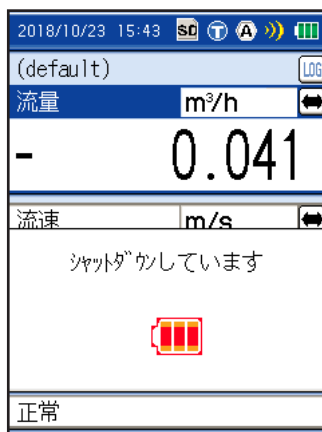 2018/10/23 15:43 SD T A
(default) LOG
流量 m³/h
- 0.041
流速 m/s
ｼｬｯﾄﾀﾞｳﾝしています
正常